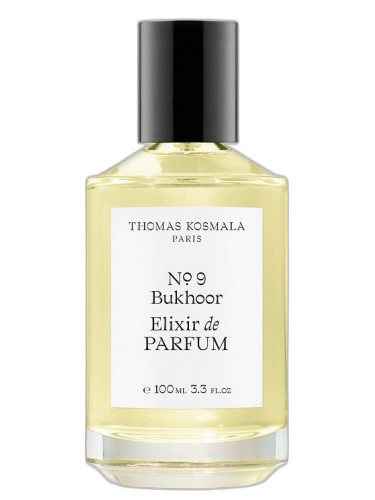 THOMAS KOSMALA
PARIS
Nº 9
Bukhoor
Elixir de
PARFUM
℮ 100ML 3.3 FL.OZ